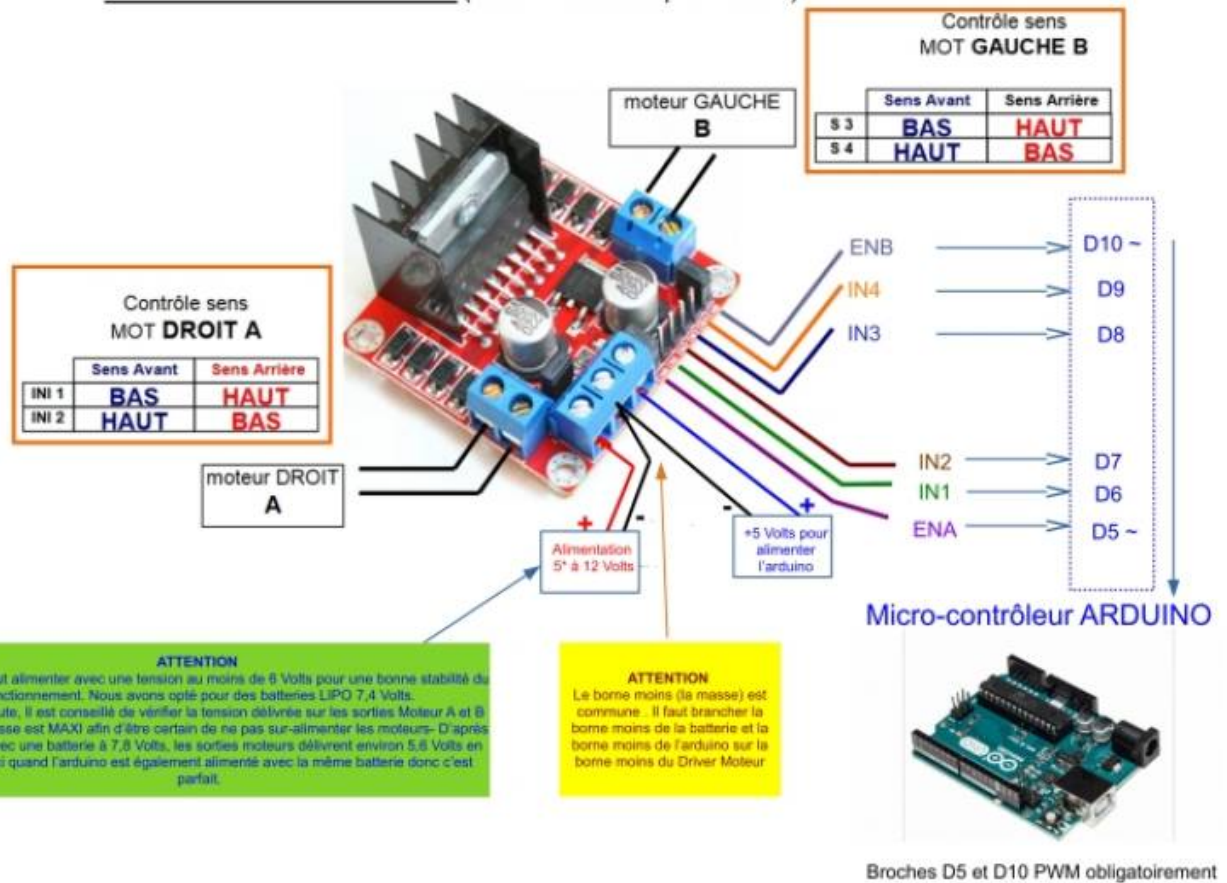 Contrôle sens
MOT GAUCHE B
Sens Avant Sens Arrière
S 3 BAS HAUT
S 4 HAUT BAS
moteur GAUCHE
B
ENB D10 ~
IN4 D9
IN3 D8
Contrôle sens
MOT DROIT A
Sens Avant Sens Arrière
INI 1 BAS HAUT
INI 2 HAUT BAS
moteur DROIT
A
IN2 D7
IN1 D6
ENA D5 ~
+ -
Alimentation
5* à 12 Volts
- +
+5 Volts pour
alimenter
l'arduino
Micro-contrôleur ARDUINO
ATTENTION
alimenter avec une tension au moins de 6 Volts pour une bonne stabilité du
Nous avons opté pour des batteries LIPO 7,4 Volts.
Il est conseillé de vérifier la tension délivrée sur les sorties Moteur A et B
est MAXI afin d'être certain de ne pas sur-alimenter les moteurs- D'après
une batterie à 7,8 Volts, les sorties moteurs délivrent environ 5,6 Volts en
quand l'arduino est également alimenté avec la même batterie donc c'est
parfait.
ATTENTION
Le borne moins (la masse) est
commune . Il faut brancher la
borne moins de la batterie et la
borne moins de l'arduino sur la
borne moins du Driver Moteur
Broches D5 et D10 PWM obligatoirement